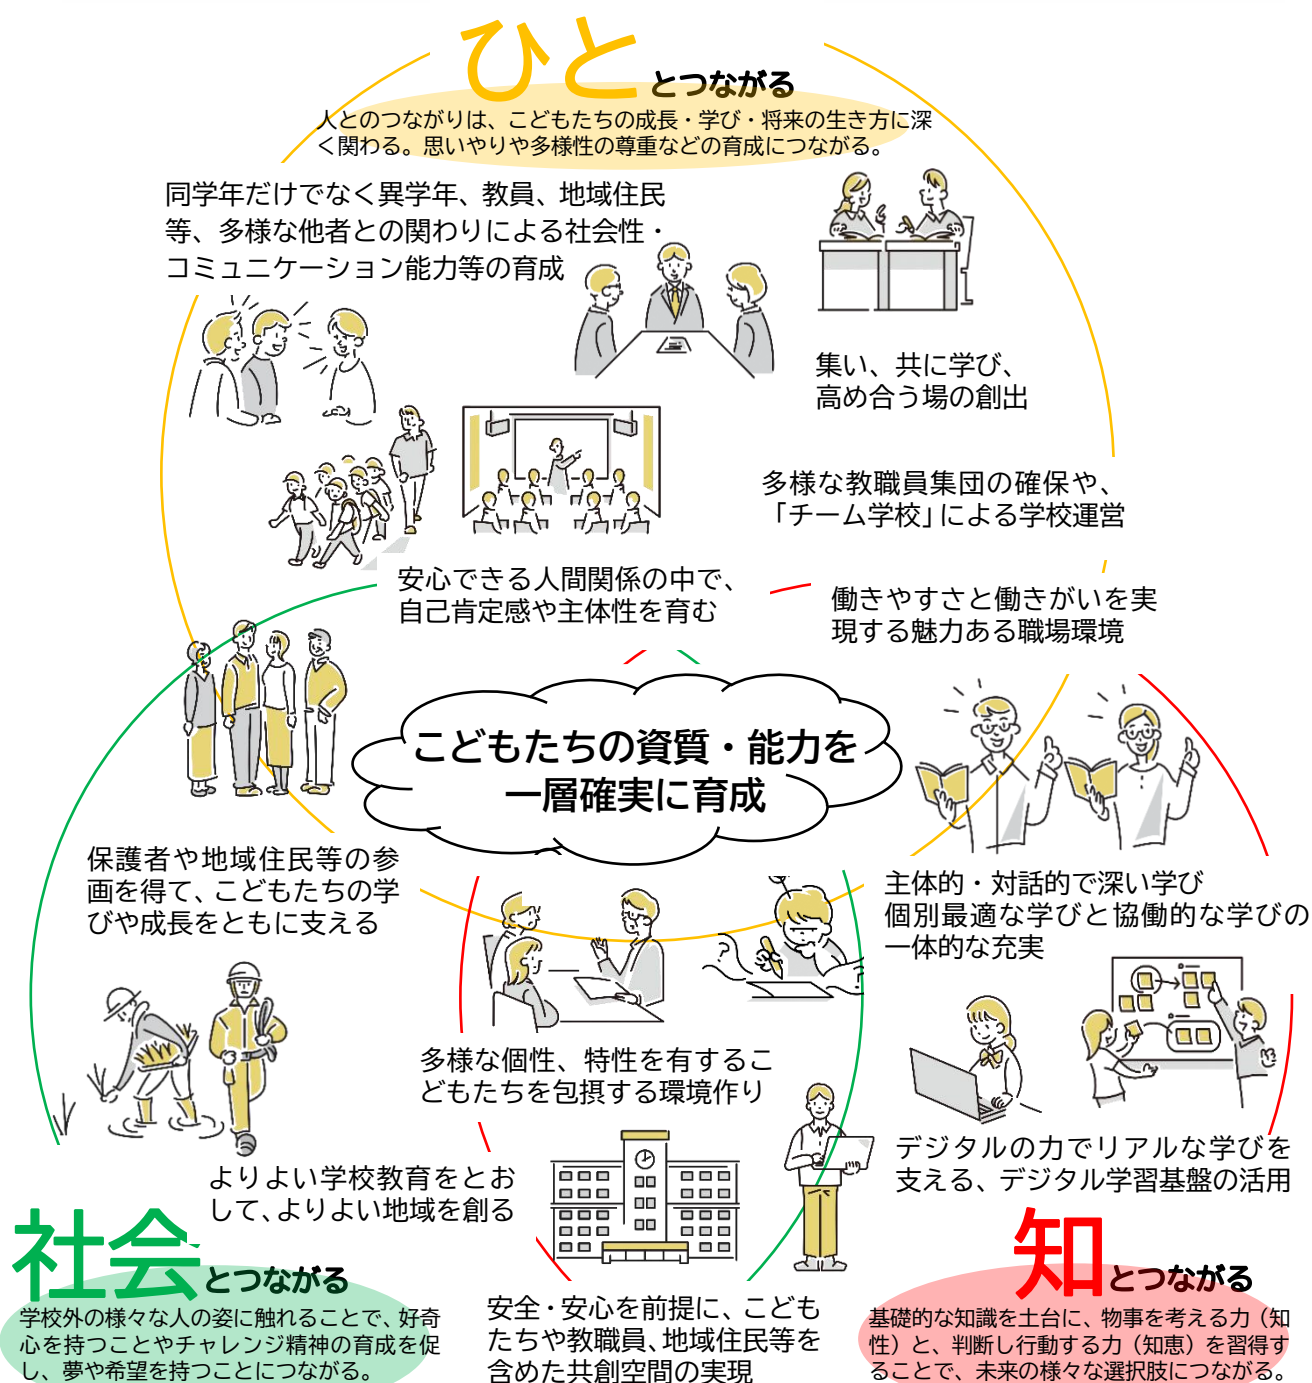 ひととつながる
人とのつながりは、こどもたちの成長・学び・将来の生き方に深
く関わる。思いやりや多様性の尊重などの育成につながる。
同学年だけでなく異学年、教員、地域住民
等、多様な他者との関わりによる社会性・
コミュニケーション能力等の育成
集い、共に学び、
高め合う場の創出
多様な教職員集団の確保や、
「チーム学校」による学校運営
安心できる人間関係の中で、
自己肯定感や主体性を育む
働きやすさと働きがいを実
現する魅力ある職場環境
こどもたちの資質・能力を
一層確実に育成
保護者や地域住民等の参
画を得て、こどもたちの学
びや成長をともに支える
主体的・対話的で深い学び
個別最適な学びと協働的な学びの
一体的な充実
多様な個性、特性を有するこ
どもたちを包摂する環境作り
デジタルの力でリアルな学びを
支える、デジタル学習基盤の活用
よりよい学校教育をとお
して、よりよい地域を創る
社会とつながる
学校外の様々な人の姿に触れることで、好奇
心を持つことやチャレンジ精神の育成を促
し、夢や希望を持つことにつながる。
安全・安心を前提に、こども
たちや教職員、地域住民等を
含めた共創空間の実現
知とつながる
基礎的な知識を土台に、物事を考える力（知
性）と、判断し行動する力（知恵）を習得す
ることで、未来の様々な選択肢につながる。